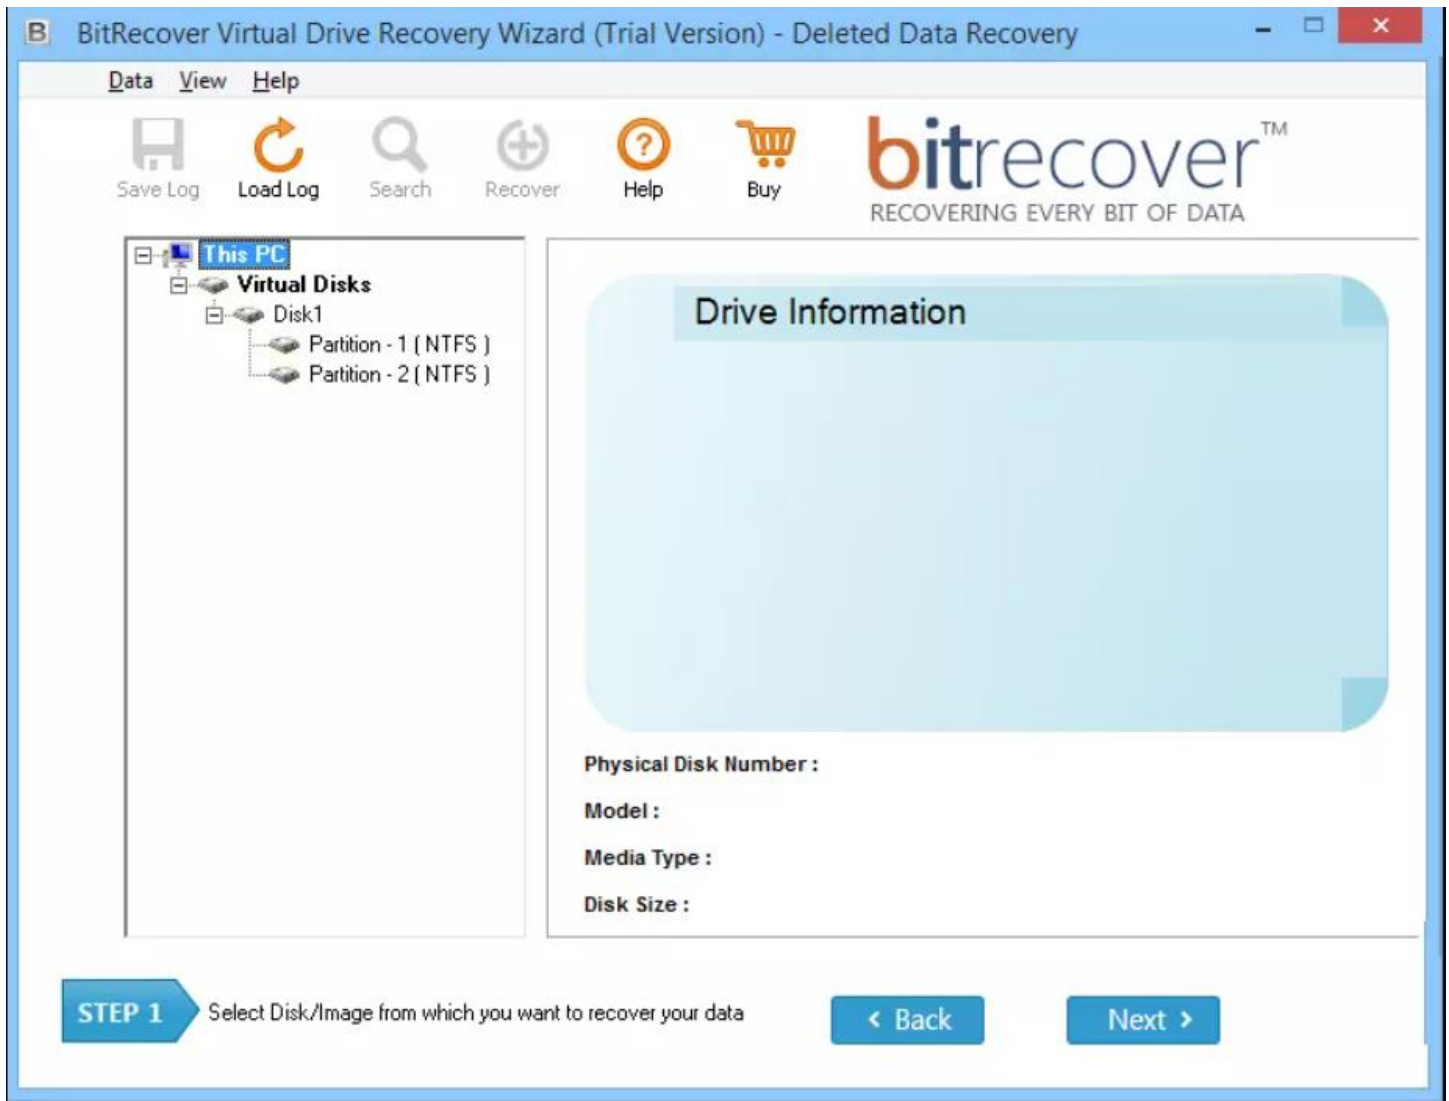 B BitRecover Virtual Drive Recovery Wizard (Trial Version) - Deleted Data Recovery
Data View Help
Save Log Load Log Search Recover Help Buy
bitrecover™
RECOVERING EVERY BIT OF DATA
This PC
Virtual Disks
Disk1
Partition - 1 ( NTFS )
Partition - 2 ( NTFS )
Drive Information
Physical Disk Number :
Model :
Media Type :
Disk Size :
STEP 1 Select Disk/Image from which you want to recover your data
< Back Next >